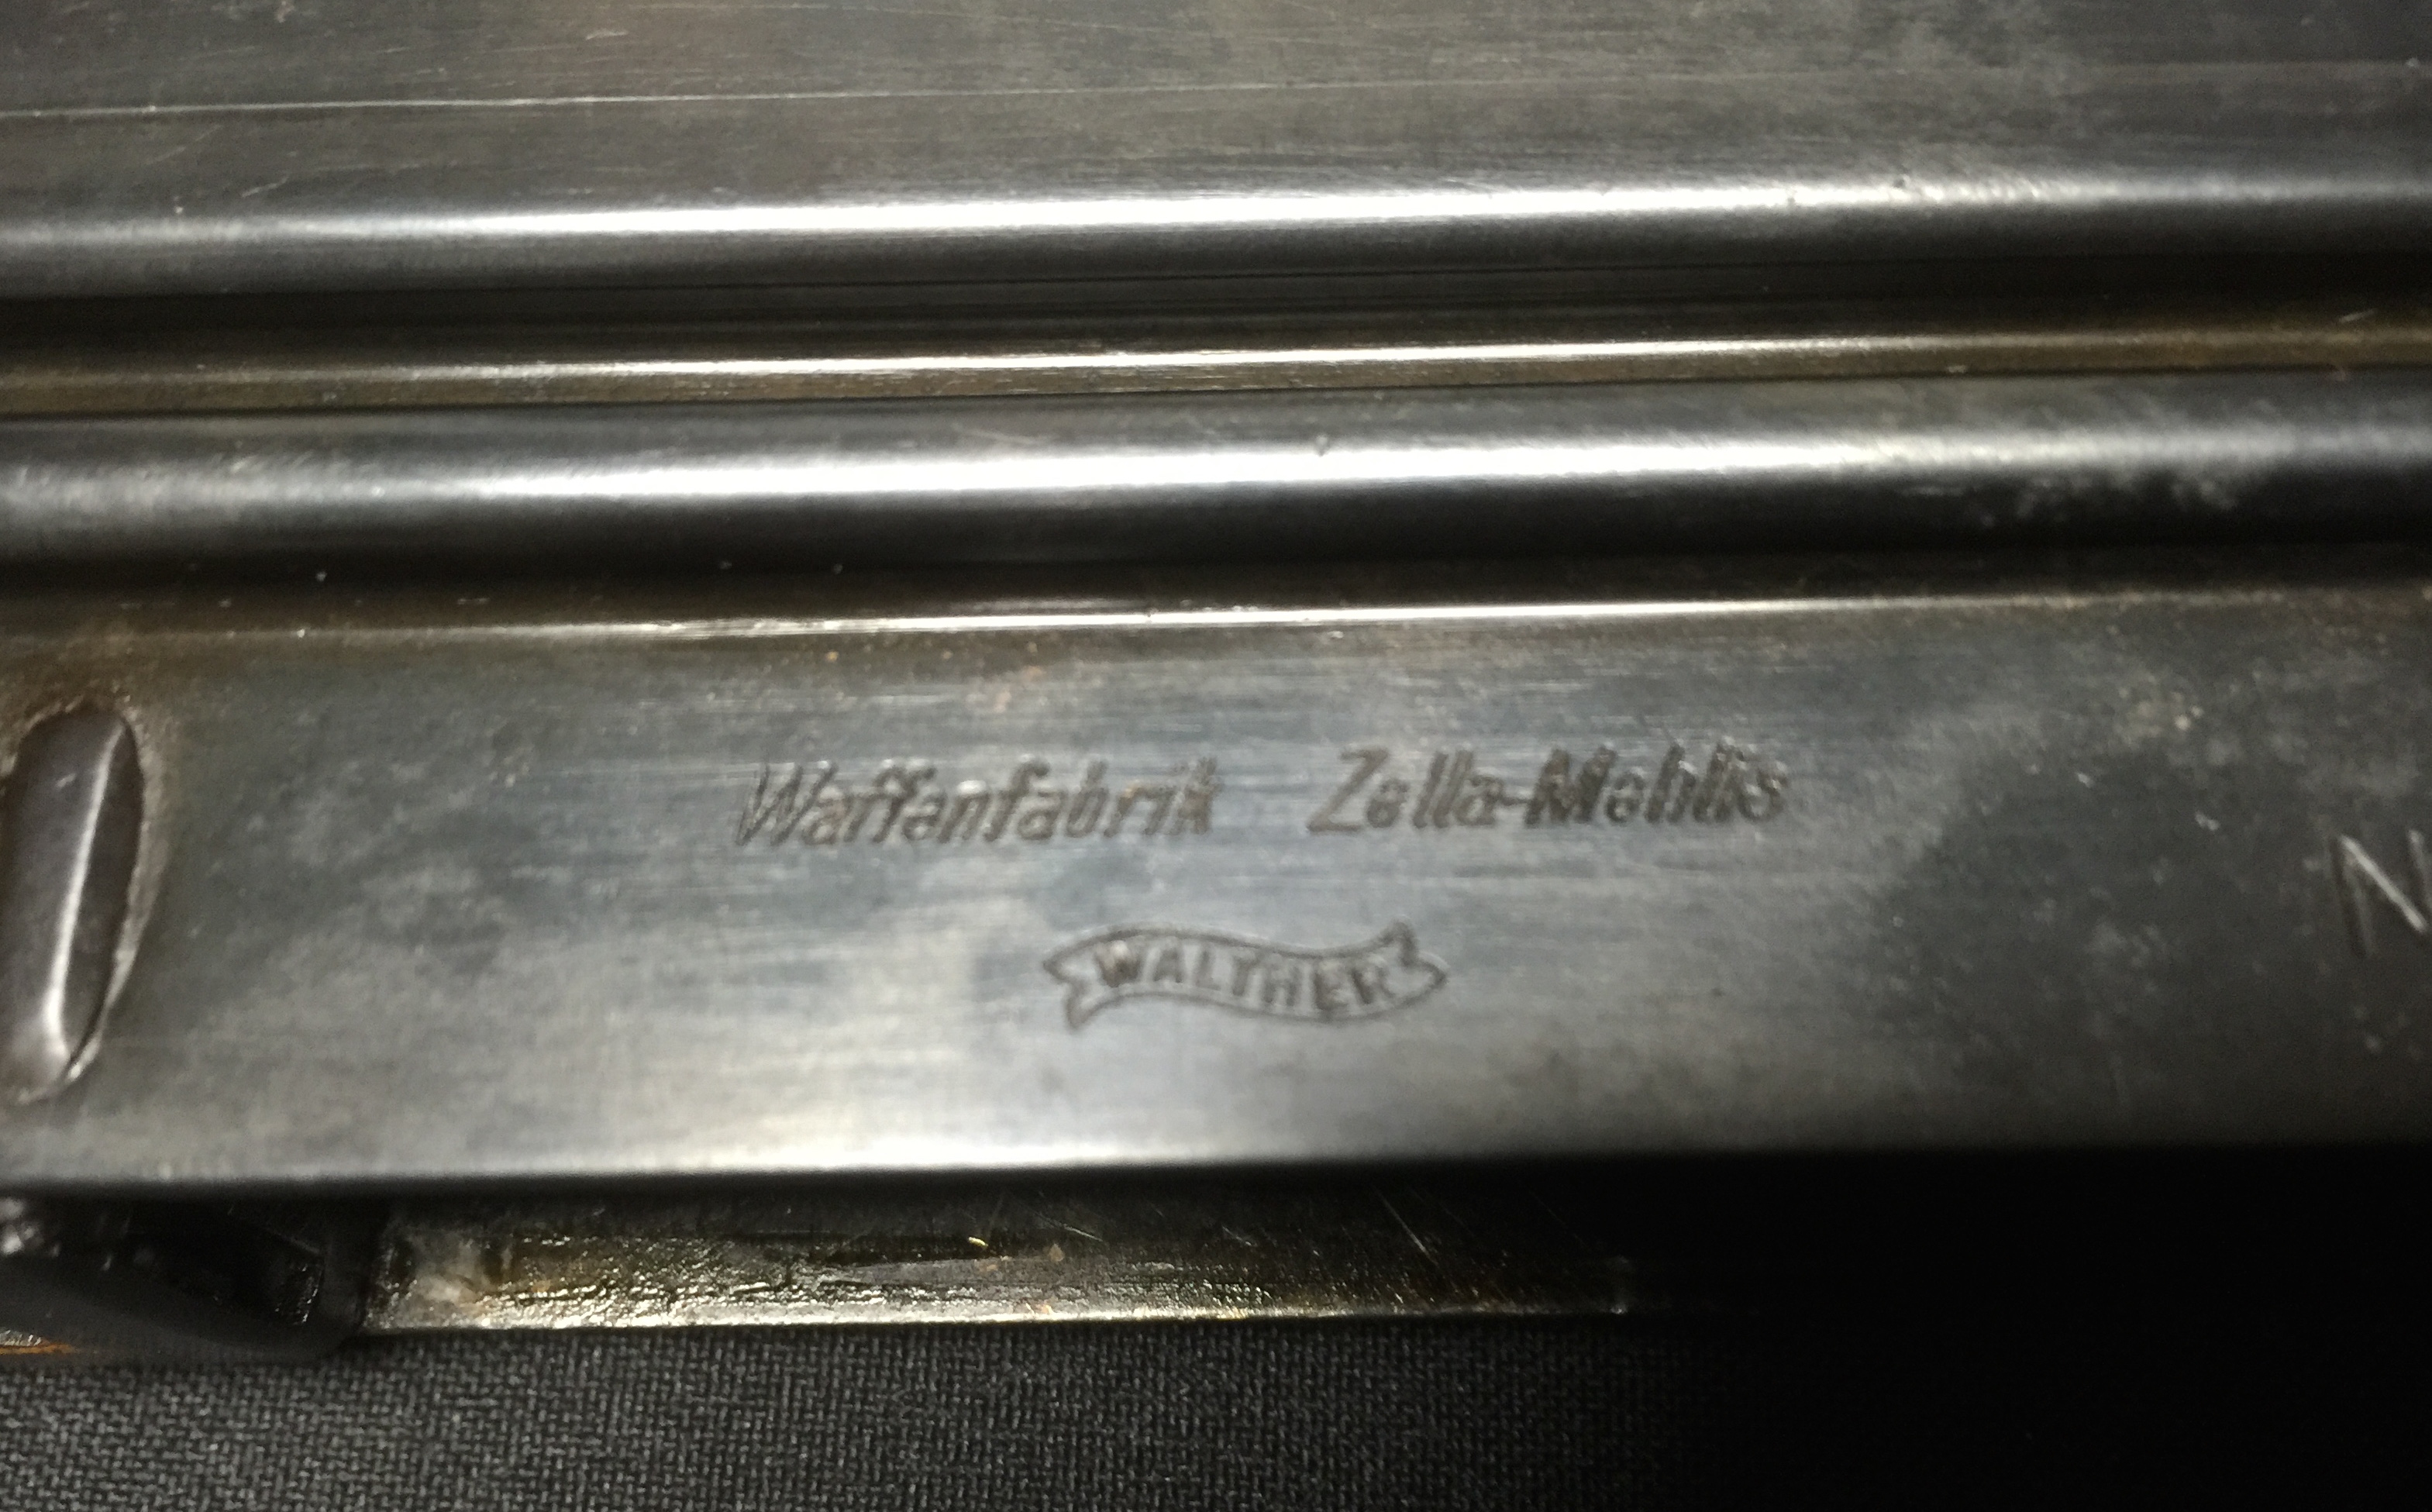 Waffenfabrik Zella-Mehlis
WALTHER
N